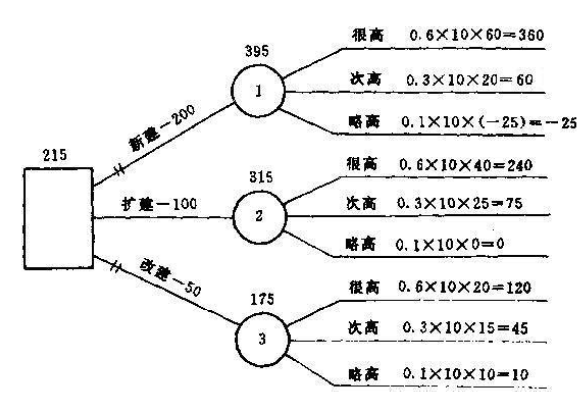 395
很高 0.6×10×60=360
1
次高 0.3×10×20=60
略高 0.1×10×(-25)=-25
新建-200
215
315
很高 0.6×10×40=240
扩建-100
2
次高 0.3×10×25=75
略高 0.1×10×0=0
改建-50
175
很高 0.6×10×20=120
3
次高 0.3×10×15=45
略高 0.1×10×10=10